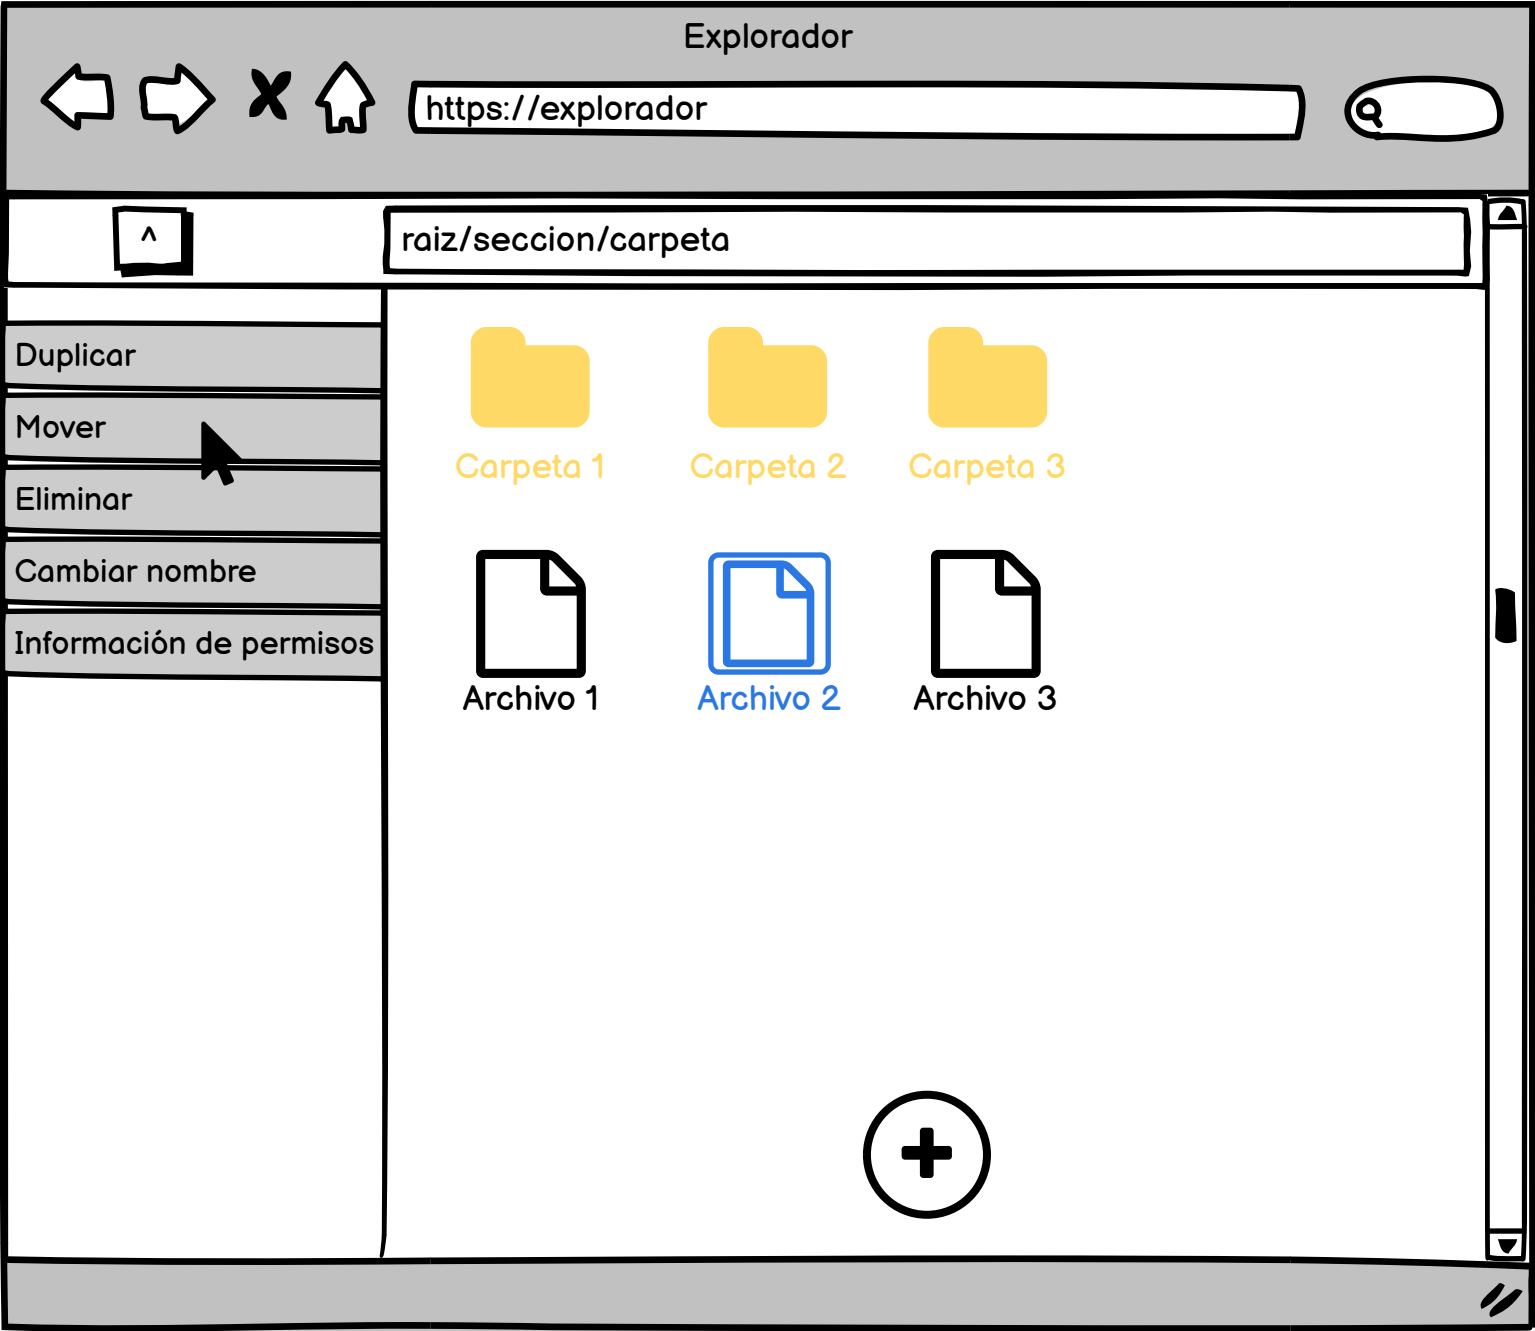 Explorador
https://explorador
^
raiz/seccion/carpeta
Duplicar
Mover
Eliminar
Cambiar nombre
Información de permisos
Carpeta 1
Carpeta 2
Carpeta 3
Archivo 1
Archivo 2
Archivo 3